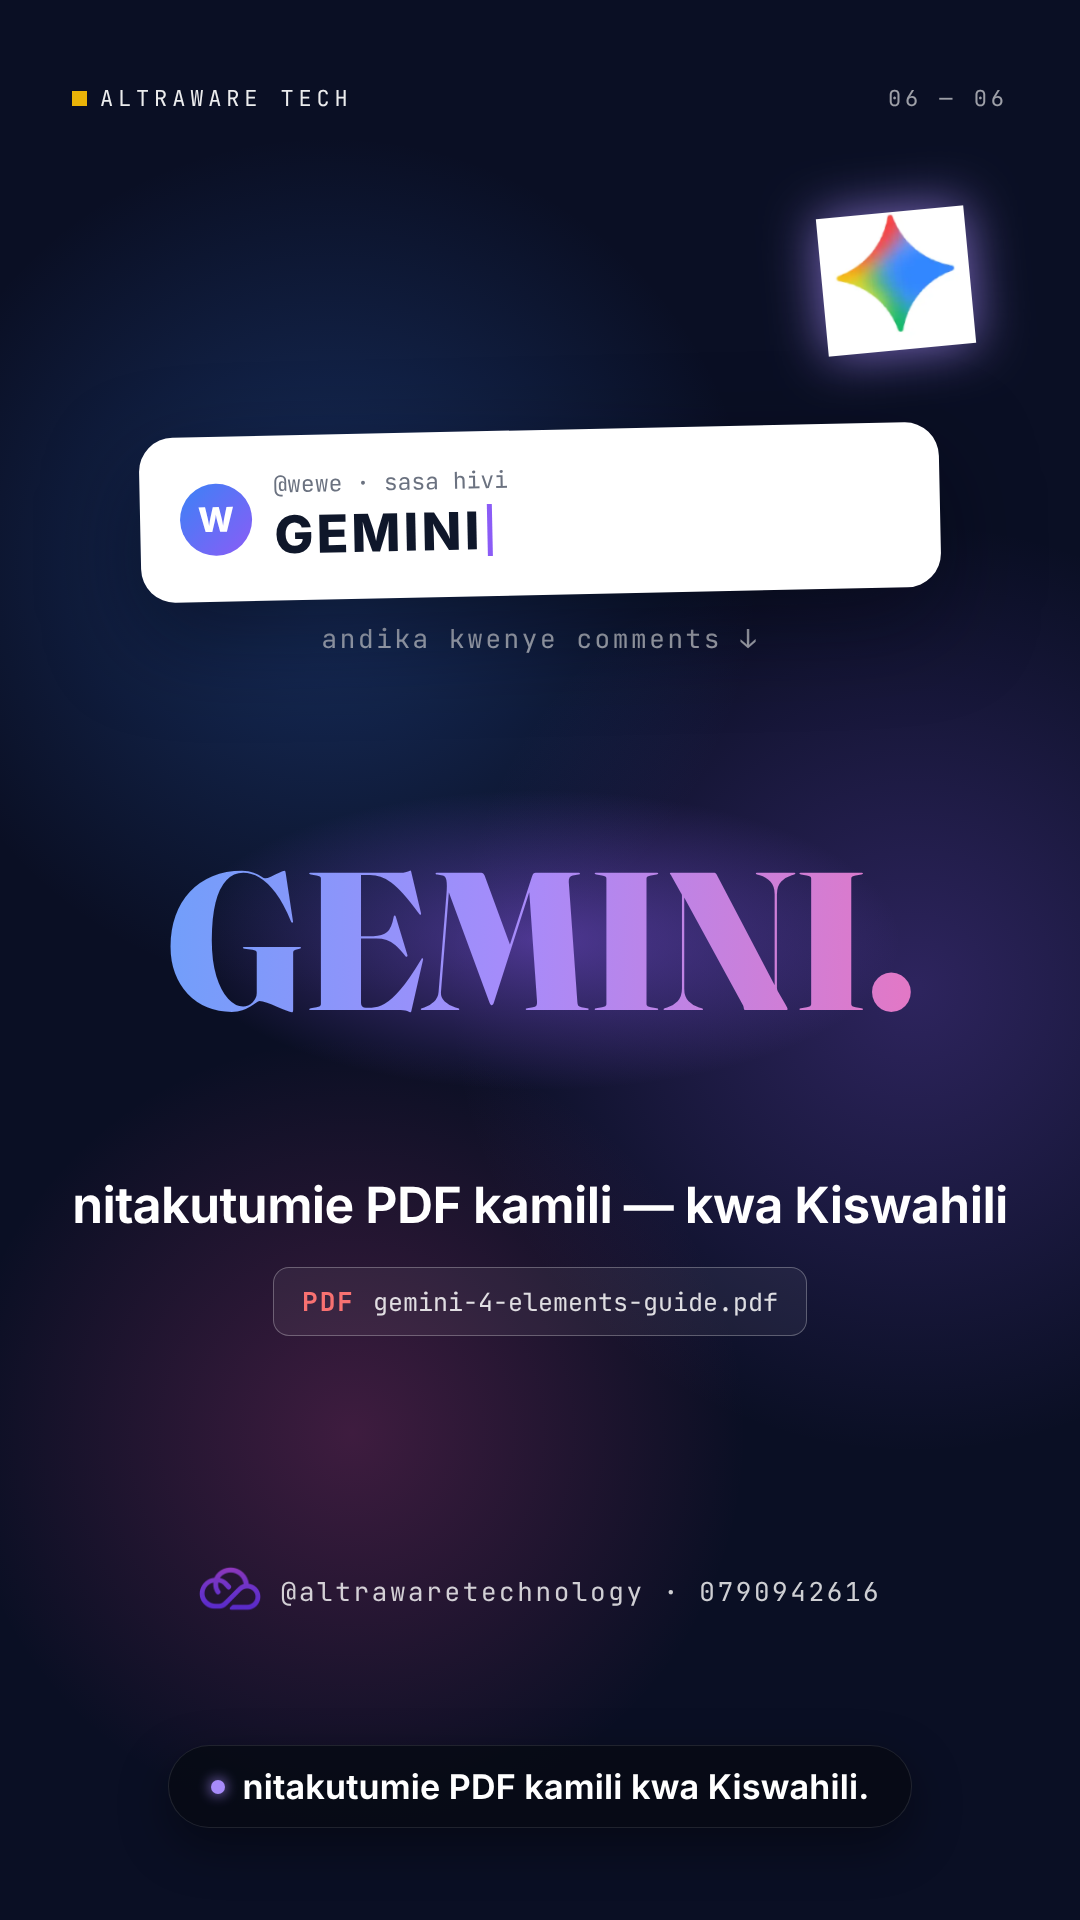 ALTRAWARE TECH
06 — 06
@wewe · sasa hivi
W
GEMINI
andika kwenye comments ↓
GEMINI.
nitakutumie PDF kamili — kwa Kiswahili
PDF gemini-4-elements-guide.pdf
@altrawaretechnology · 0790942616
nitakutumie PDF kamili kwa Kiswahili.